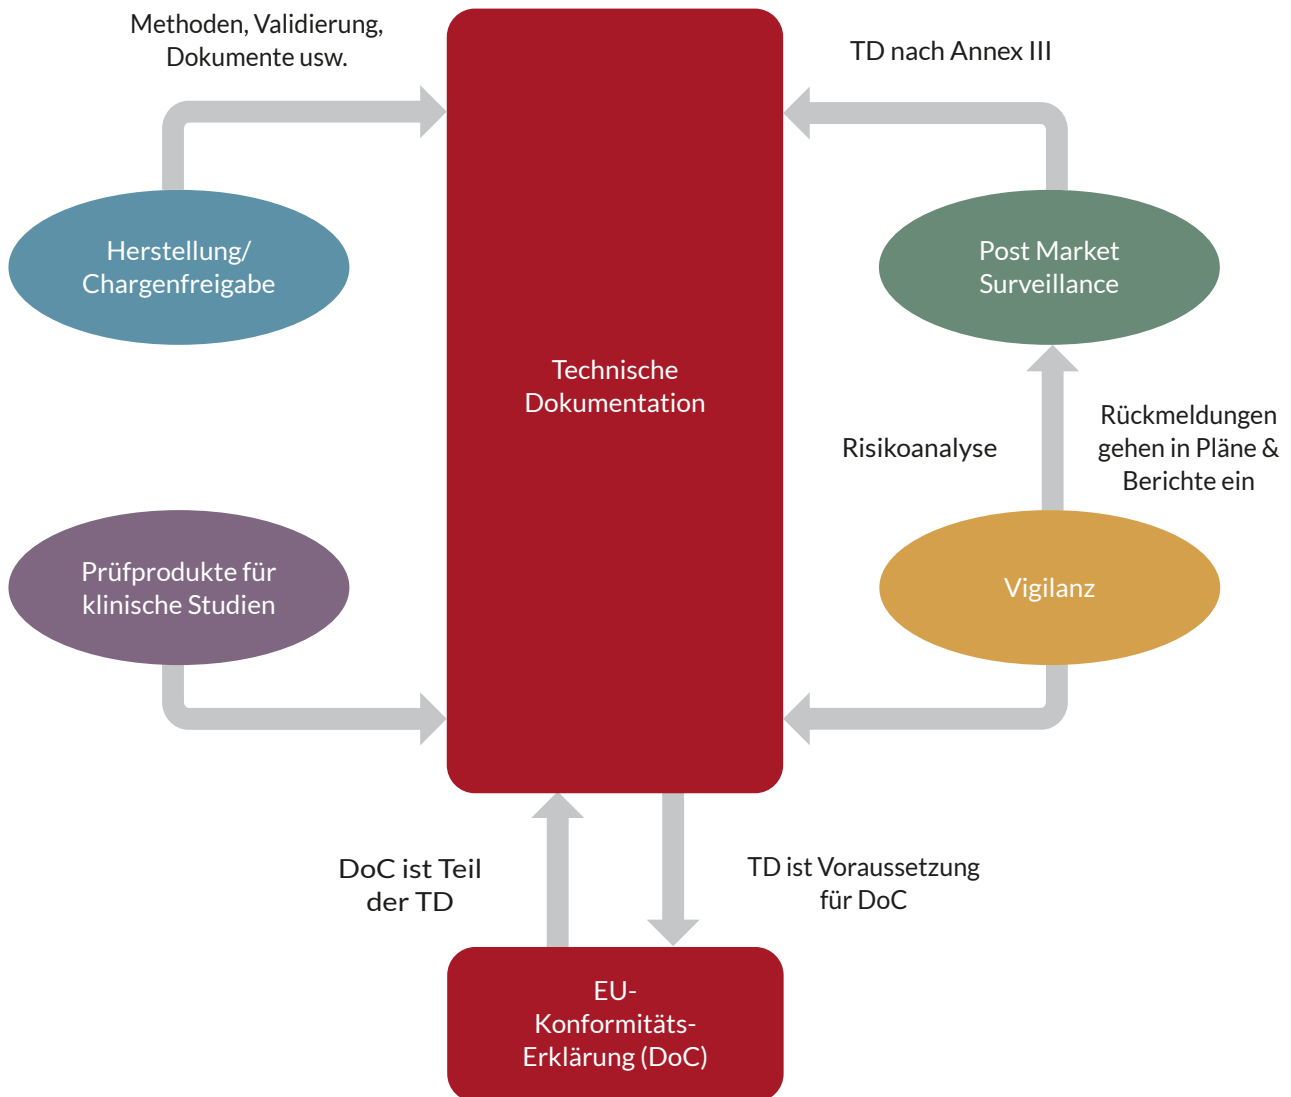 Methoden, Validierung,
Dokumente usw.
TD nach Annex III
Herstellung/
Chargenfreigabe
Post Market
Surveillance
Technische
Dokumentation
Risikoanalyse
Rückmeldungen
gehen in Pläne &
Berichte ein
Prüfprodukte für
klinische Studien
Vigilanz
DoC ist Teil
der TD
TD ist Voraussetzung
für DoC
EU-
Konformitäts-
Erklärung (DoC)